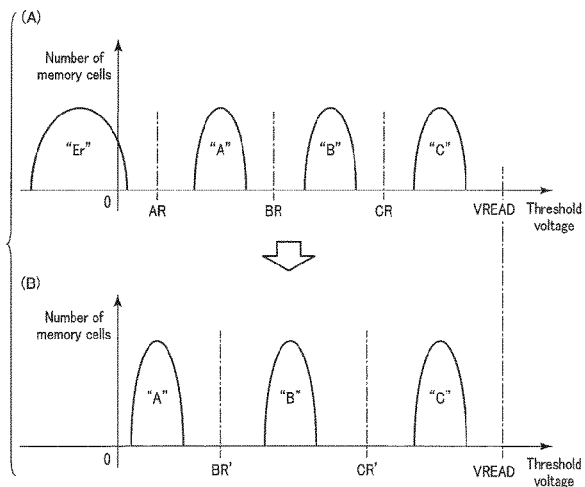 (A)
Number of
memory cells
"Er"
"A"
"B"
"C"
0
AR
BR
CR
VREAD
Threshold
voltage
(B)
Number of
memory cells
"A"
"B"
"C"
0
BR'
CR'
VREAD
Threshold
voltage